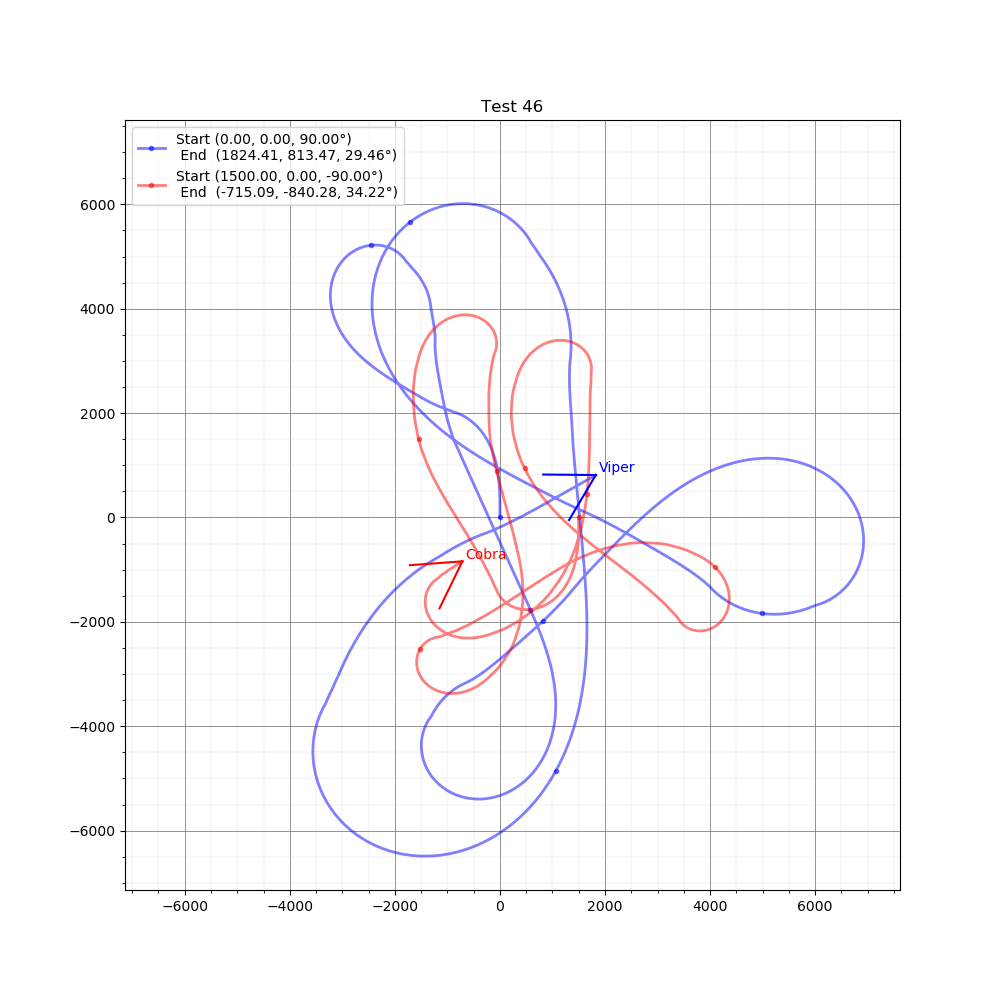 Test 46
Start (0.00, 0.00, 90.00°)
End (1824.41, 813.47, 29.46°)
Start (1500.00, 0.00, -90.00°)
End (-715.09, -840.28, 34.22°)
6000
4000
2000
0
−2000
−4000
−6000
Viper
Cobra
−6000 −4000 −2000 0 2000 4000 6000